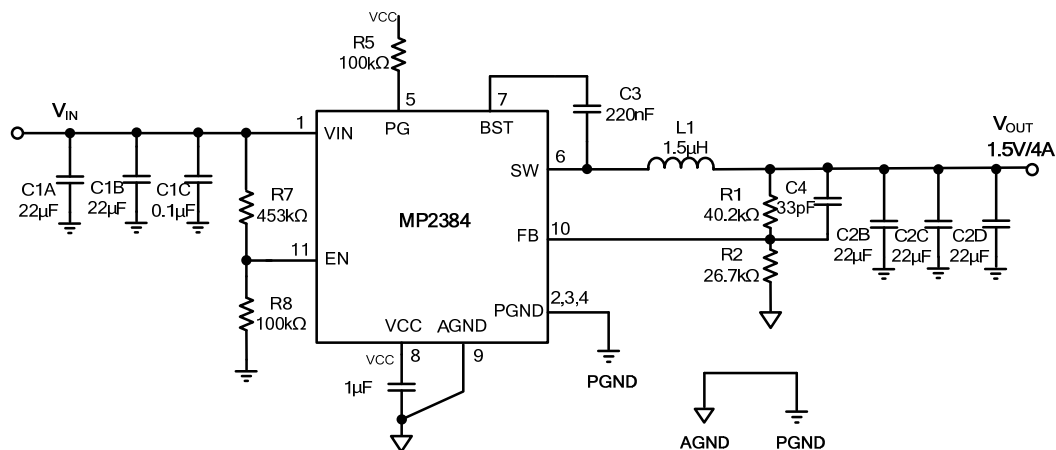 VCC
R5
100kΩ
5
7
C3
220nF
VIN
1
VIN
PG
BST
L1
1.5µH
VOUT
1.5V/4A
6
SW
C1A
22µF
C1B
22µF
C1C
0.1µF
R7
453kΩ
MP2384
R1
40.2kΩ
C4
33pF
C2B
22µF
C2C
22µF
C2D
22µF
FB
10
11
EN
R2
26.7kΩ
R8
100kΩ
PGND
2,3,4
VCC
AGND
VCC
8
9
1µF
PGND
AGND
PGND